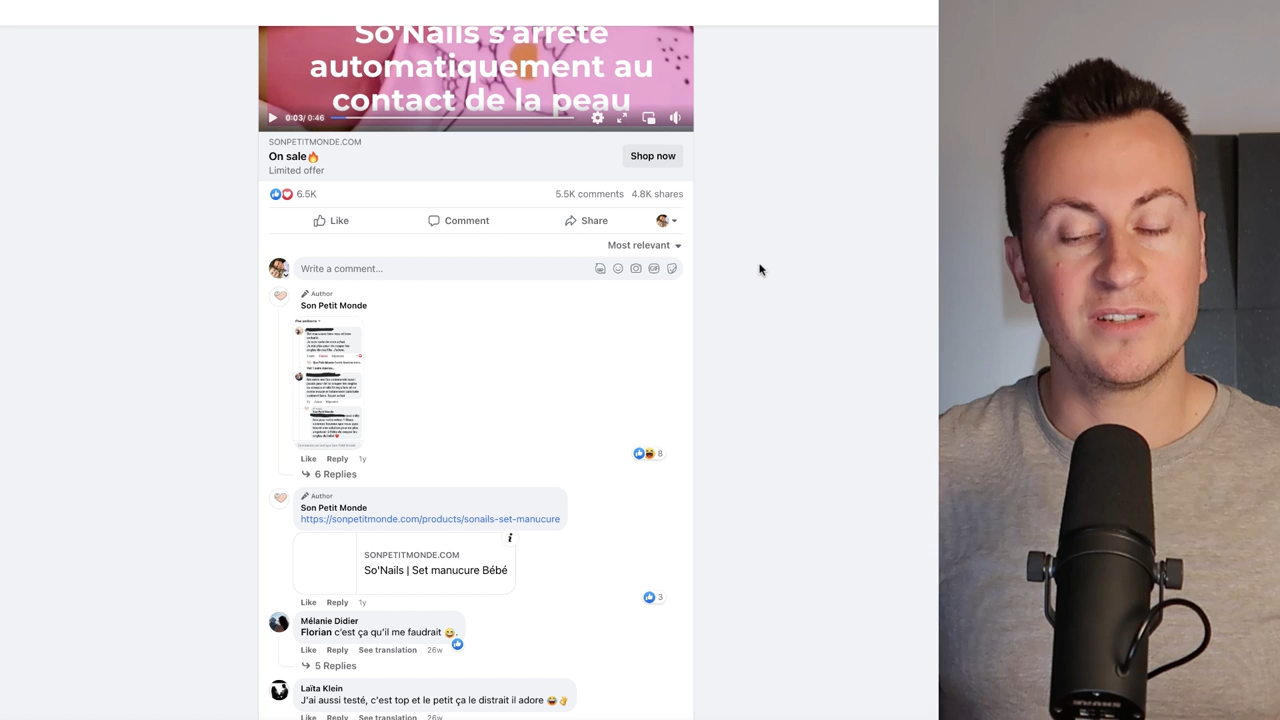 So'Nails s'arrête
automatiquement au
contact de la peau
0:03 / 0:46
SONPETITMONDE.COM
On sale🔥
Limited offer
Shop now
6.5K
5.5K comments 4.8K shares
Like
Comment
Share
Most relevant
Write a comment...
Author
Son Petit Monde
Like Reply 1y
8
6 Replies
Author
Son Petit Monde
https://sonpetitmonde.com/products/sonails-set-manucure
SONPETITMONDE.COM
So'Nails | Set manucure Bébé
Like Reply 1y
3
Mélanie Didier
Florian c'est ça qu'il me faudrait 😅.
Like Reply See translation 26w
5 Replies
Laïta Klein
J'ai aussi testé, c'est top et le petit ça le distrait il adore 😂👌
Like Reply See translation 26w